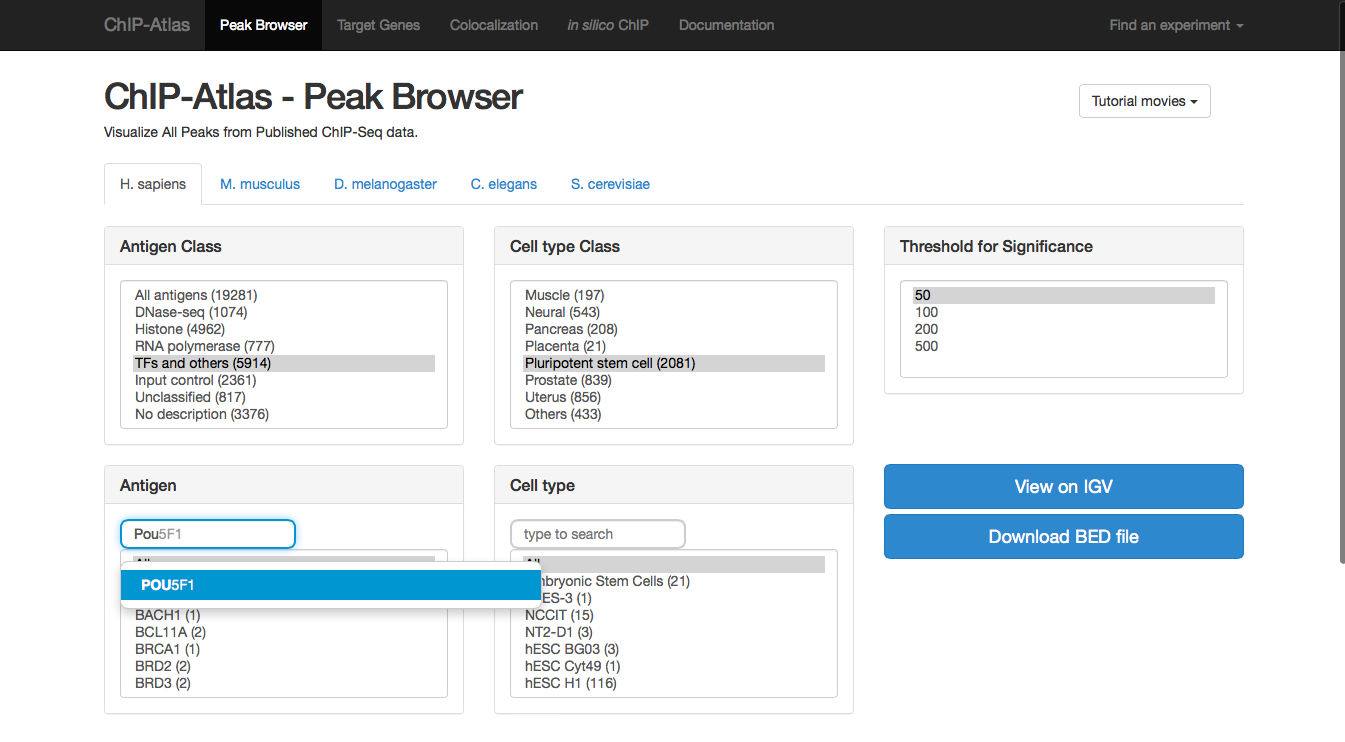 ChIP-Atlas
Peak Browser
Target Genes
Colocalization
in silico ChIP
Documentation
Find an experiment
ChIP-Atlas - Peak Browser
Tutorial movies
Visualize All Peaks from Published ChIP-Seq data.
H. sapiens
M. musculus
D. melanogaster
C. elegans
S. cerevisiae
Antigen Class
All antigens (19281)
DNase-seq (1074)
Histone (4962)
RNA polymerase (777)
TFs and others (5914)
Input control (2361)
Unclassified (817)
No description (3376)
Cell type Class
Muscle (197)
Neural (543)
Pancreas (208)
Placenta (21)
Pluripotent stem cell (2081)
Prostate (839)
Uterus (856)
Others (433)
Threshold for Significance
50
100
200
500
Antigen
Pou5F1
POU5F1
BACH1 (1)
BCL11A (2)
BRCA1 (1)
BRD2 (2)
BRD3 (2)
Cell type
type to search
bryonic Stem Cells (21)
ES-3 (1)
NCCIT (15)
NT2-D1 (3)
hESC BG03 (3)
hESC Cyt49 (1)
hESC H1 (116)
View on IGV
Download BED file